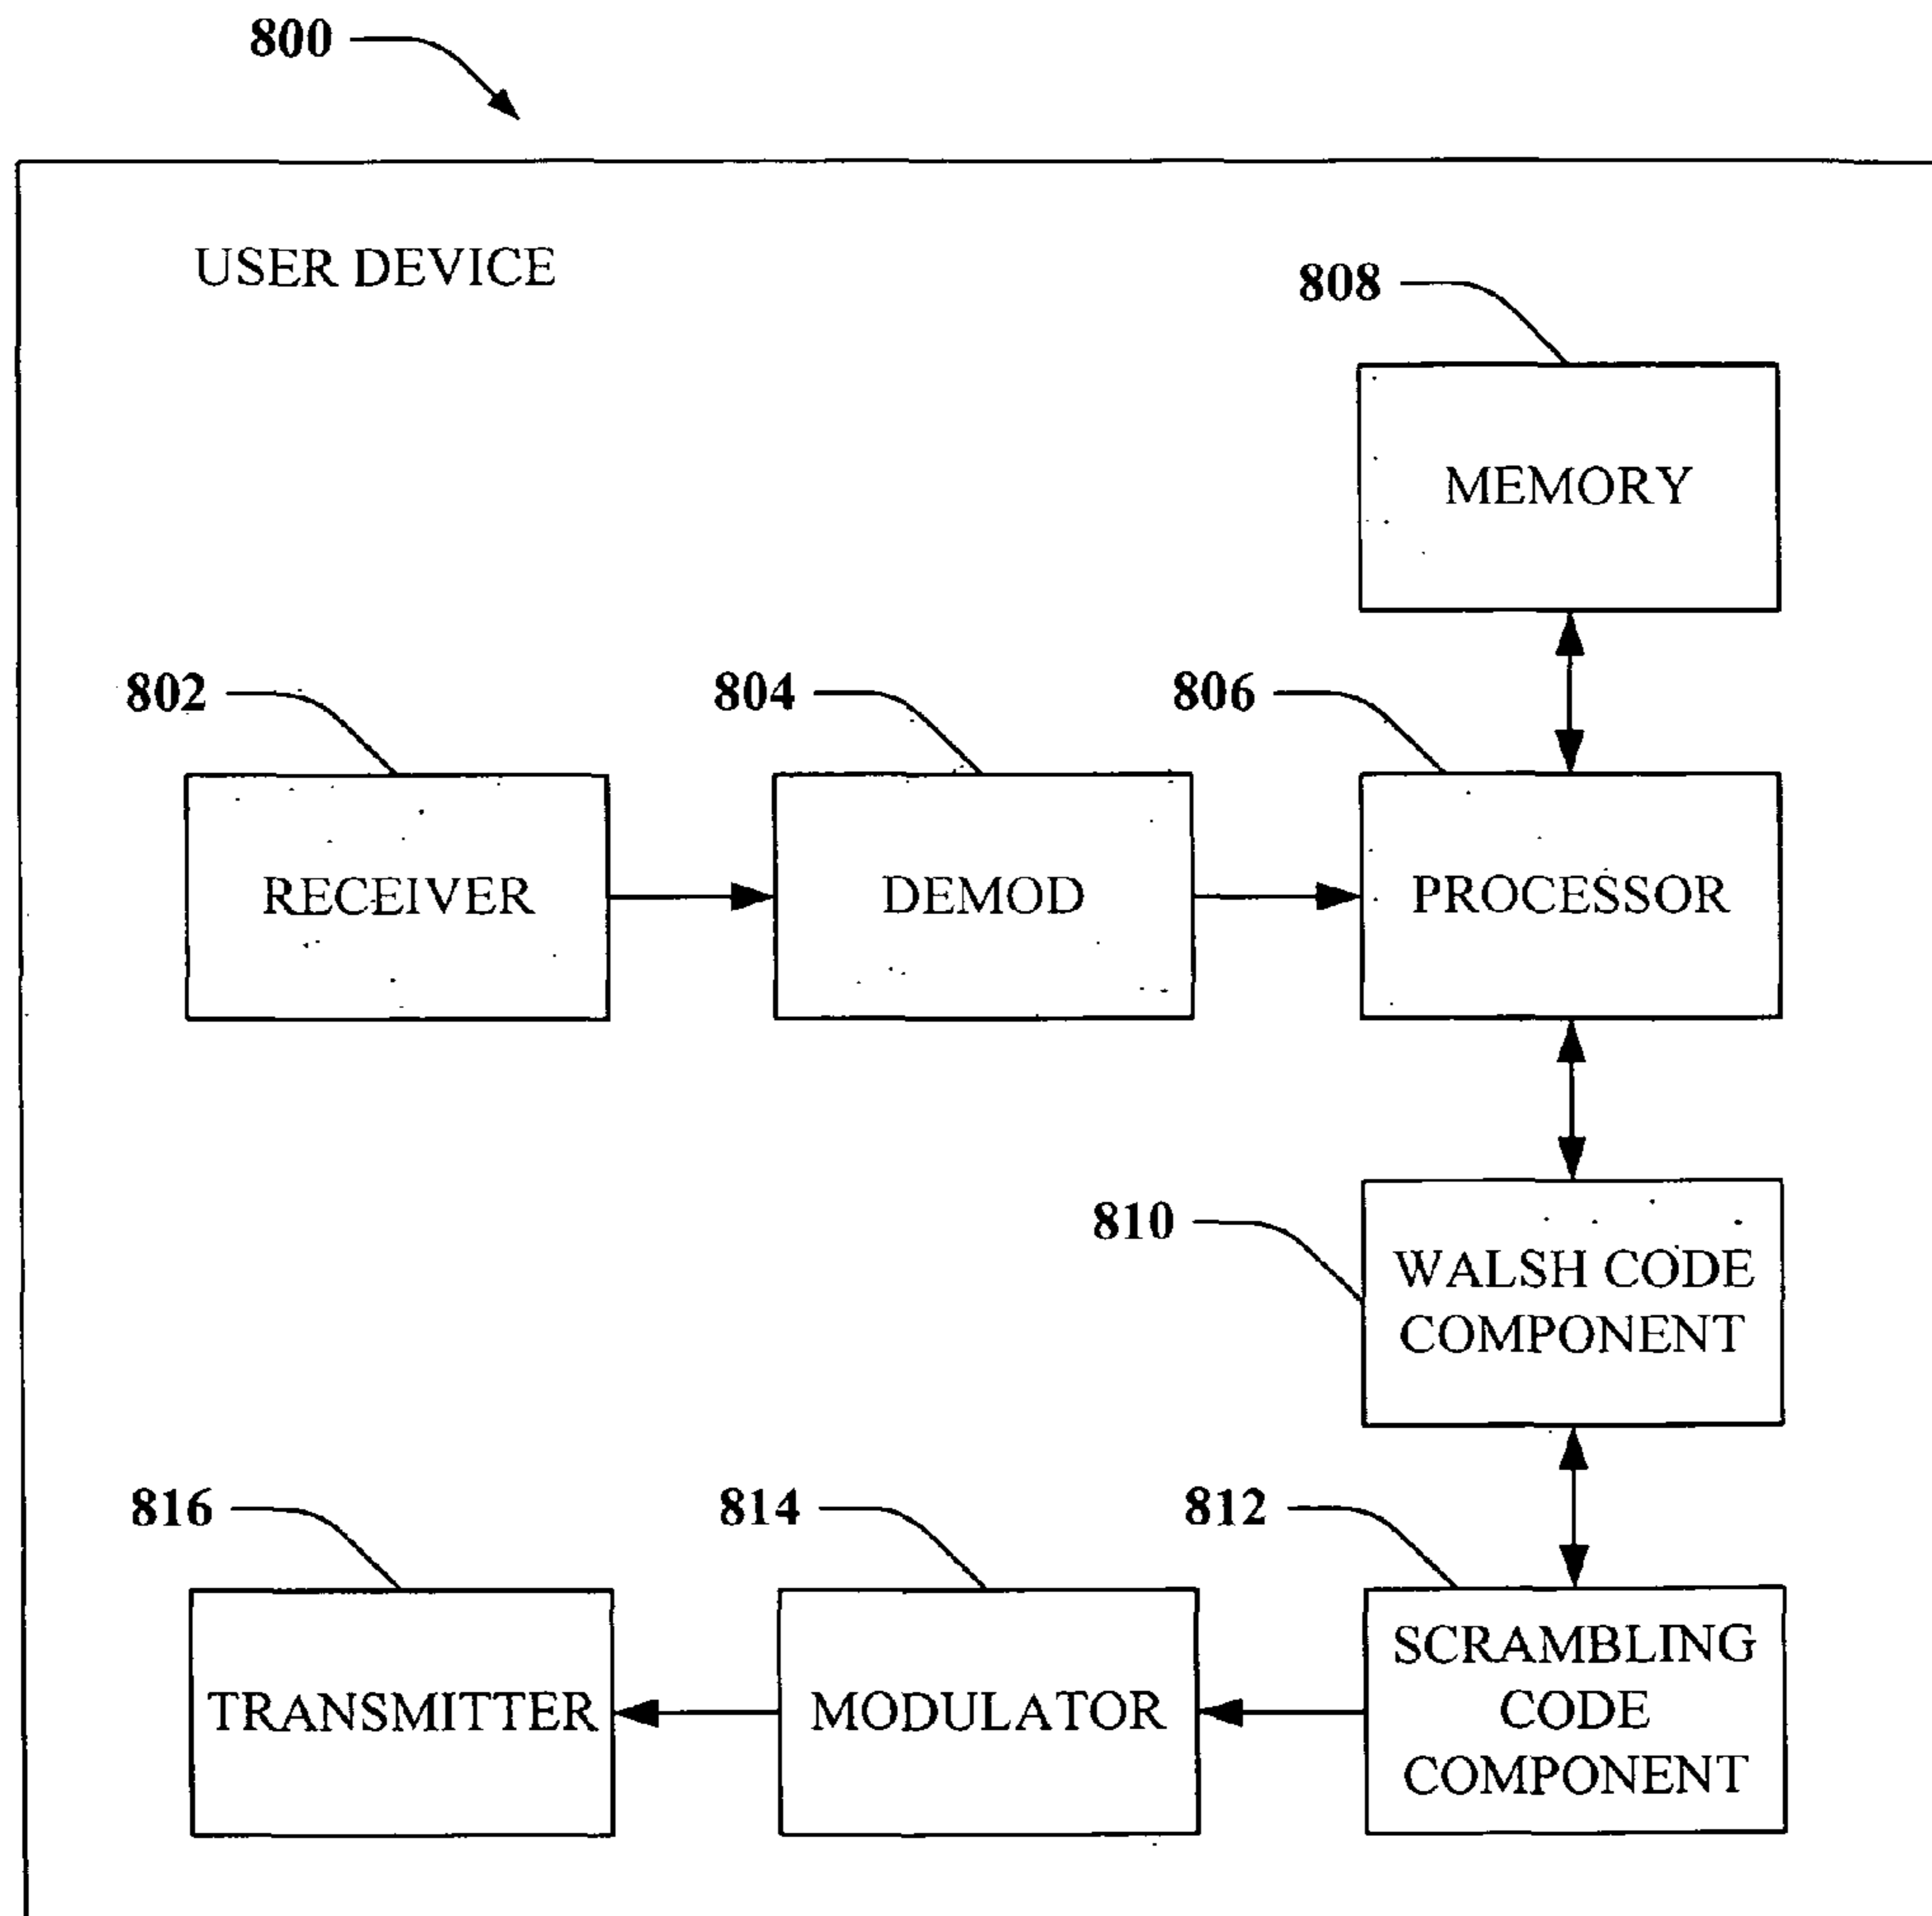 800
USER DEVICE
808
MEMORY
802
804
806
RECEIVER
DEMOD
PROCESSOR
810
WALSH CODE
COMPONENT
816
814
812
TRANSMITTER
MODULATOR
SCRAMBLING
CODE
COMPONENT